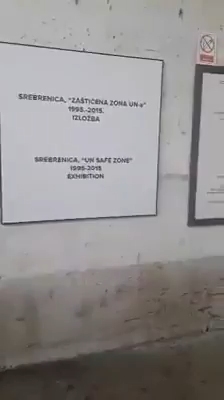 SREBRENICA, "ZAŠTIĆENA ZONA UN-a"
1995.-2015.
IZLOŽBA
SREBRENICA, "UN SAFE ZONE"
1995-2015
EXHIBITION